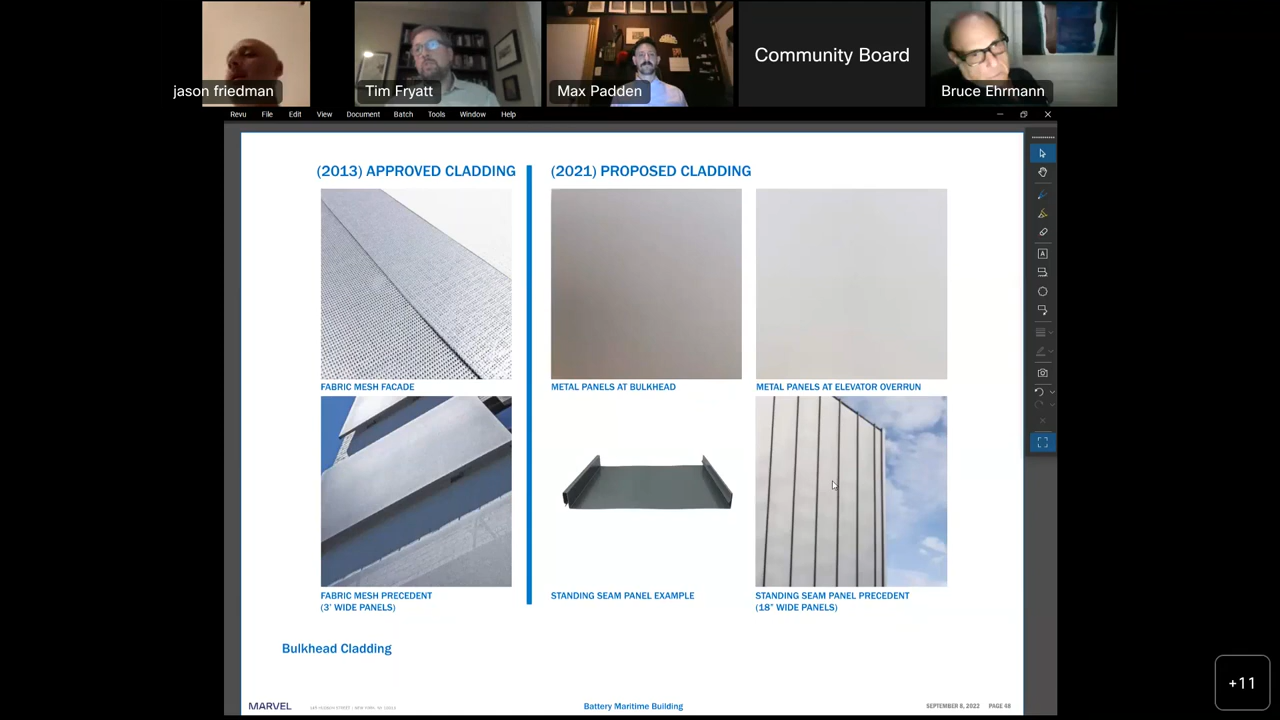 jason friedman
Tim Fryatt
Max Padden
Community Board
Bruce Ehrmann
Revu File Edit View Document Batch Tools Window Help
(2013) APPROVED CLADDING
(2021) PROPOSED CLADDING
FABRIC MESH FACADE
METAL PANELS AT BULKHEAD
METAL PANELS AT ELEVATOR OVERRUN
FABRIC MESH PRECEDENT
(3' WIDE PANELS)
STANDING SEAM PANEL EXAMPLE
STANDING SEAM PANEL PRECEDENT
(18" WIDE PANELS)
Bulkhead Cladding
+11
MARVEL
Battery Maritime Building
SEPTEMBER 8, 2022 PAGE 48